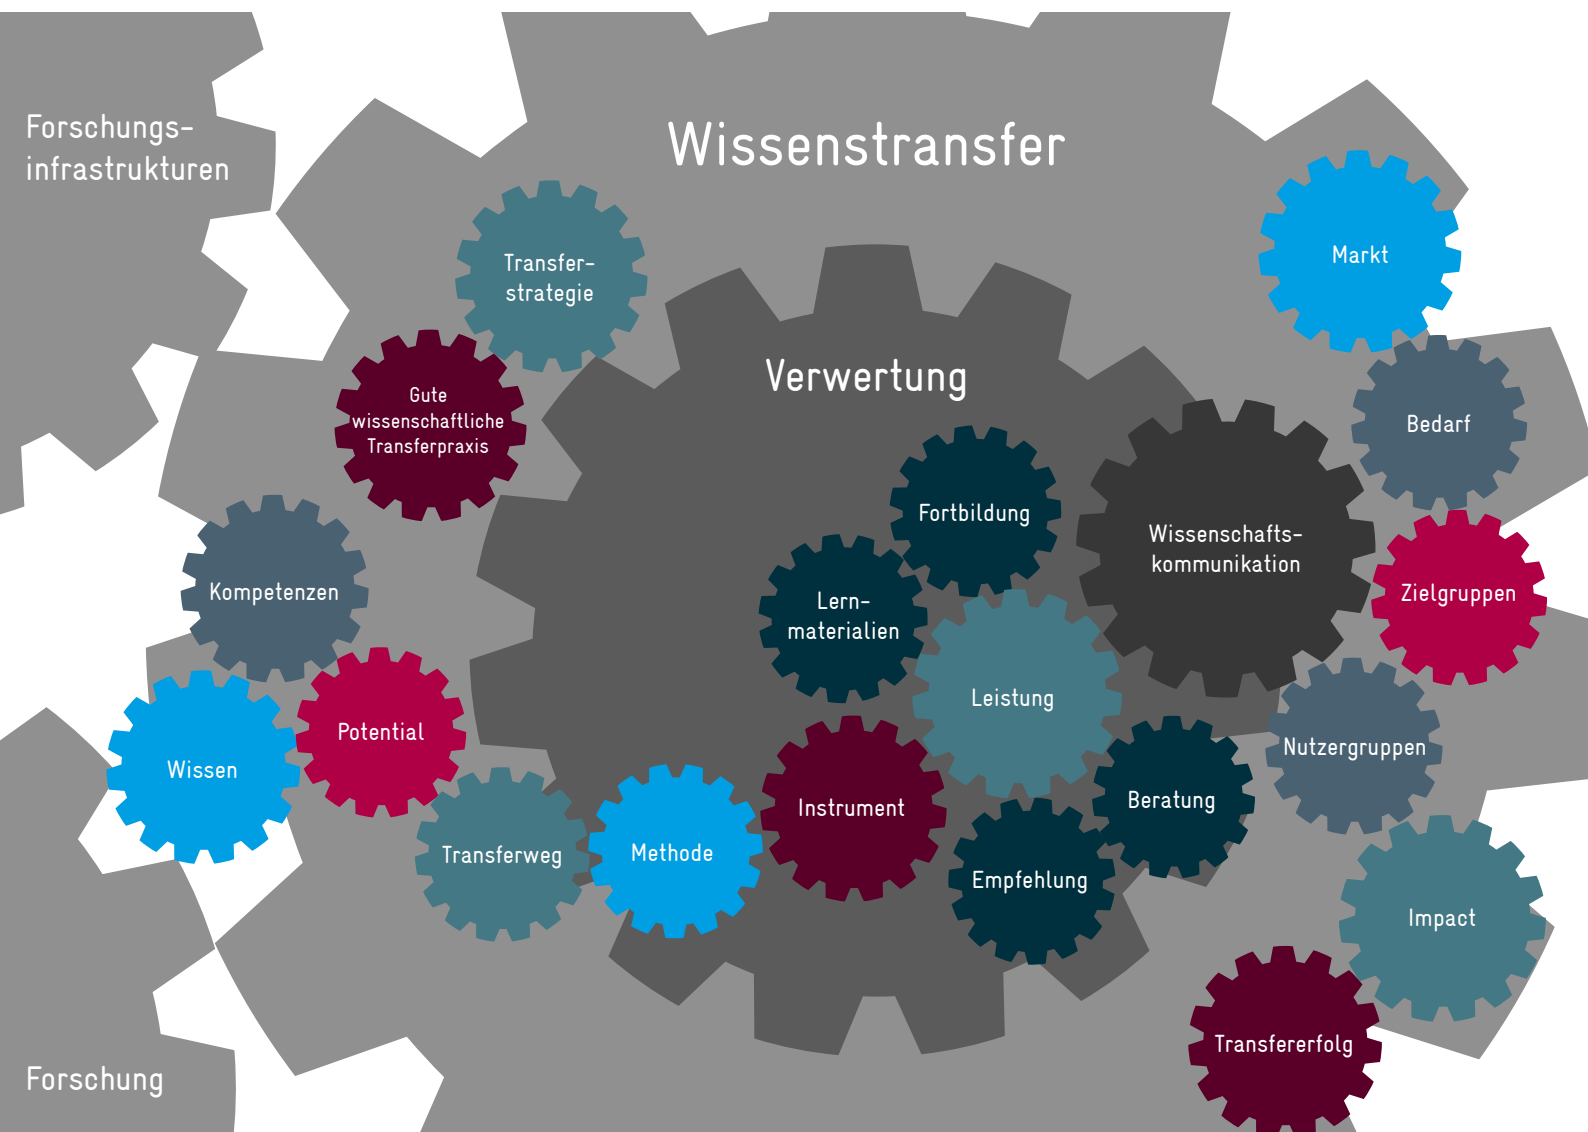 Forschungs-
infrastrukturen
Wissenstransfer
Transfer-
strategie
Markt
Gute
wissenschaftliche
Transferpraxis
Verwertung
Bedarf
Fortbildung
Wissenschafts-
kommunikation
Kompetenzen
Lern-
materialien
Zielgruppen
Leistung
Potential
Nutzergruppen
Wissen
Beratung
Instrument
Methode
Transferweg
Empfehlung
Impact
Transfererfolg
Forschung